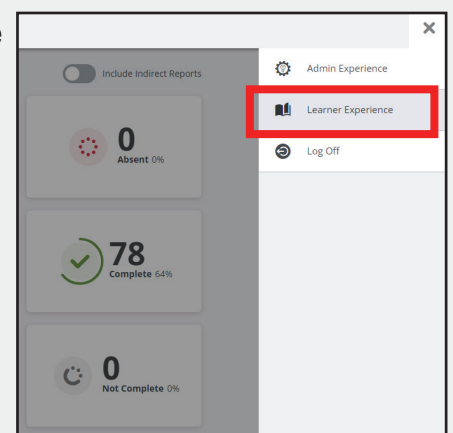 e
Include Indirect Reports
0
Absent 0%
78
Complete 64%
0
Not Complete 0%
Admin Experience
Learner Experience
Log Off